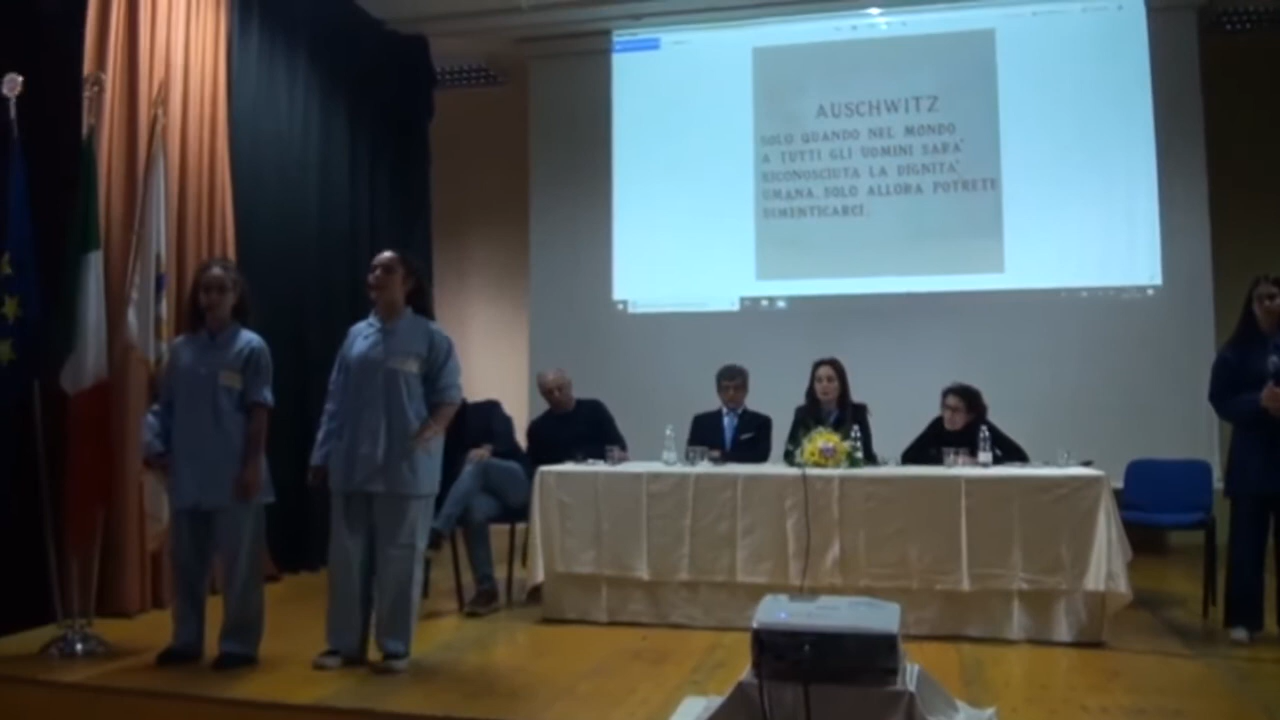 AUSCHWITZ
SOLO QUANDO NEL MONDO
A TUTTI GLI UOMINI SARA'
RICONOSCIUTA LA DIGNITA'
UMANA, SOLO ALLORA POTRETE
DIMENTICARCI.